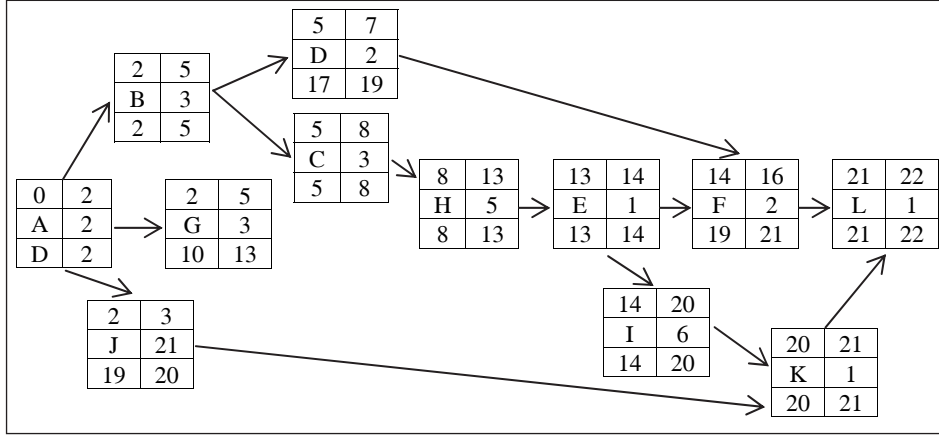 5 7
D 2
17 19
2 5
B 3
2 5
5 8
C 3
5 8
0 2
A 2
D 2
2 5
G 3
10 13
8 13
H 5
8 13
13 14
E 1
13 14
14 16
F 2
19 21
21 22
L 1
21 22
2 3
J 21
19 20
14 20
I 6
14 20
20 21
K 1
20 21